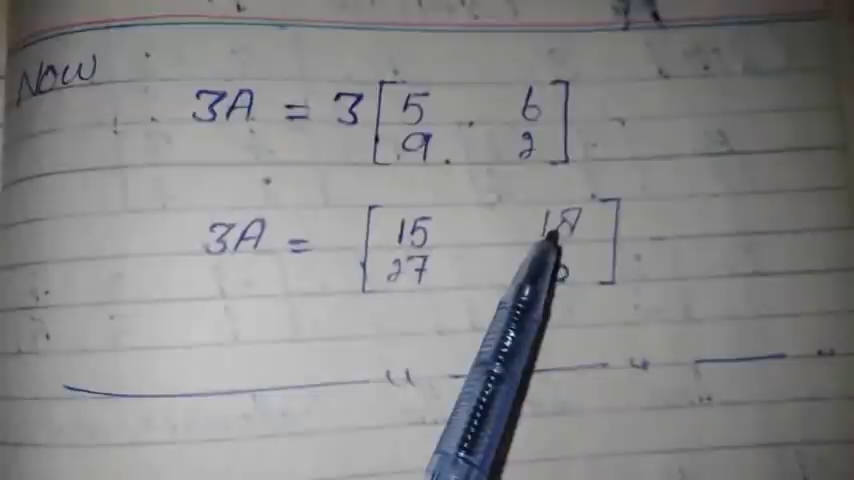 Now
3A = 3 [ 5 6 ]
[ 9 2 ]
3A = [ 15 18 ]
[ 27 ]